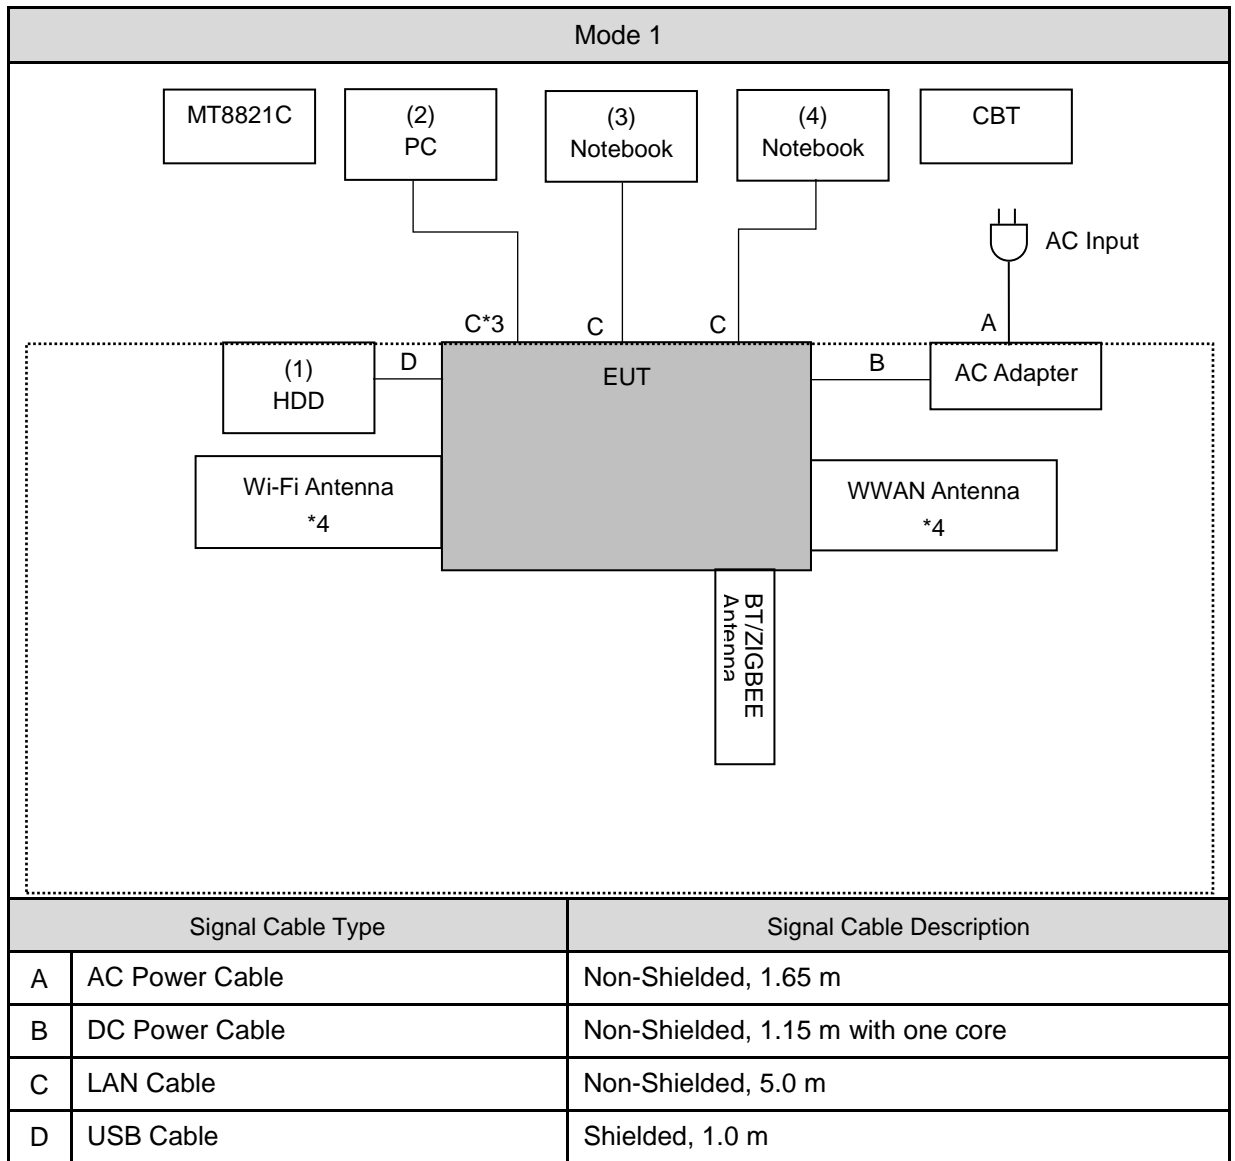 Mode 1
MT8821C
(2)
PC
(3)
Notebook
(4)
Notebook
CBT
AC Input
C*3
C
C
A
(1)
HDD
D
EUT
B
AC Adapter
Wi-Fi Antenna
*4
WWAN Antenna
*4
BT/ZIGBEE
Antenna
Signal Cable Type
Signal Cable Description
A AC Power Cable Non-Shielded, 1.65 m
B DC Power Cable Non-Shielded, 1.15 m with one core
C LAN Cable Non-Shielded, 5.0 m
D USB Cable Shielded, 1.0 m